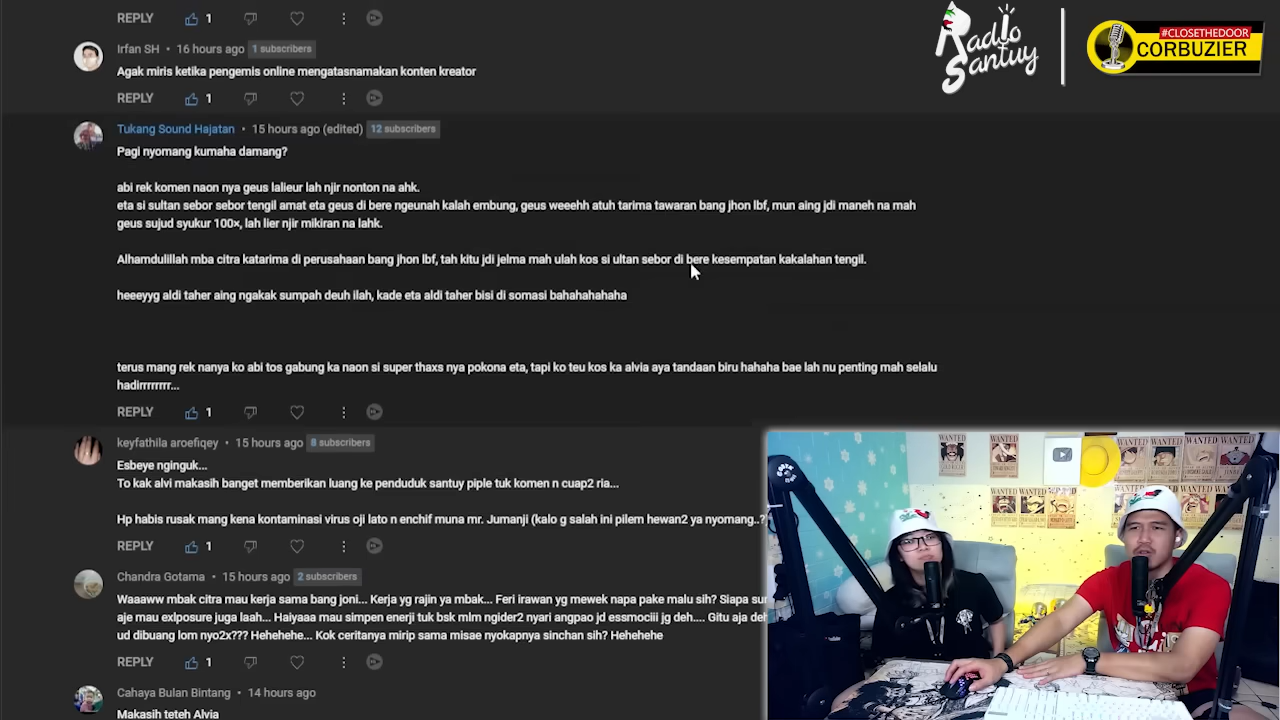 REPLY 1
Radio Santuy
#CLOSETHEDOOR
CORBUZIER
Irfan SH • 16 hours ago 1 subscribers
Agak miris ketika pengemis online mengatasnamakan konten kreator
REPLY 1
Tukang Sound Hajatan • 15 hours ago (edited) 12 subscribers
Pagi nyomang kumaha damang?
abi rek komen naon nya geus lalieur lah njir nonton na ahk.
eta si sultan sebor sebor tengil amat eta geus di bere ngeunah kalah embung, geus weeehh atuh tarima tawaran bang jhon lbf, mun aing jdi maneh na mah
geus sujud syukur 100×, lah lier njir mikiran na lahk.
Alhamdulillah mba citra katarima di perusahaan bang jhon lbf, tah kitu jdi jelma mah ulah kos si ultan sebor di bere kesempatan kakalahan tengil.
heeeyyg aldi taher aing ngakak sumpah deuh ilah, kade eta aldi taher bisi di somasi bahahahahaha
terus mang rek nanya ko abi tos gabung ka naon si super thaxs nya pokona eta, tapi ko teu kos ka alvia aya tandaan biru hahaha bae lah nu penting mah selalu
hadirrrrrrrr...
REPLY 1
keyfathila aroefiqey • 15 hours ago 8 subscribers
Esbeye nginguk...
To kak alvi makasih banget memberikan luang ke penduduk santuy piple tuk komen n cuap2 ria...
Hp habis rusak mang kena kontaminasi virus orji lato n enchif muna mr. Jumanji (kalo g salah ini pilem hewan2 ya nyomang..?
REPLY 1
Chandra Gotama • 15 hours ago 2 subscribers
Waaaww mbak citra mau kerja sama bang joni... Kerja yg rajin ya mbak... Feri irawan yg mewek napa pake malu sih? Siapa sur
aje mau exlposure juga laah... Haiyaaa mau simpen enerji tuk bsk mlm ngider2 nyari angpao jd essmociii jg deh.... Gitu aja de
ud dibuang lom nyo2x??? Hehehehe... Kok ceritanya mirip sama misae nyokapnya sinchan sih? Hehehehe
REPLY 1
Cahaya Bulan Bintang • 14 hours ago
Makasih teteh Alvia
WANTED
WANTED